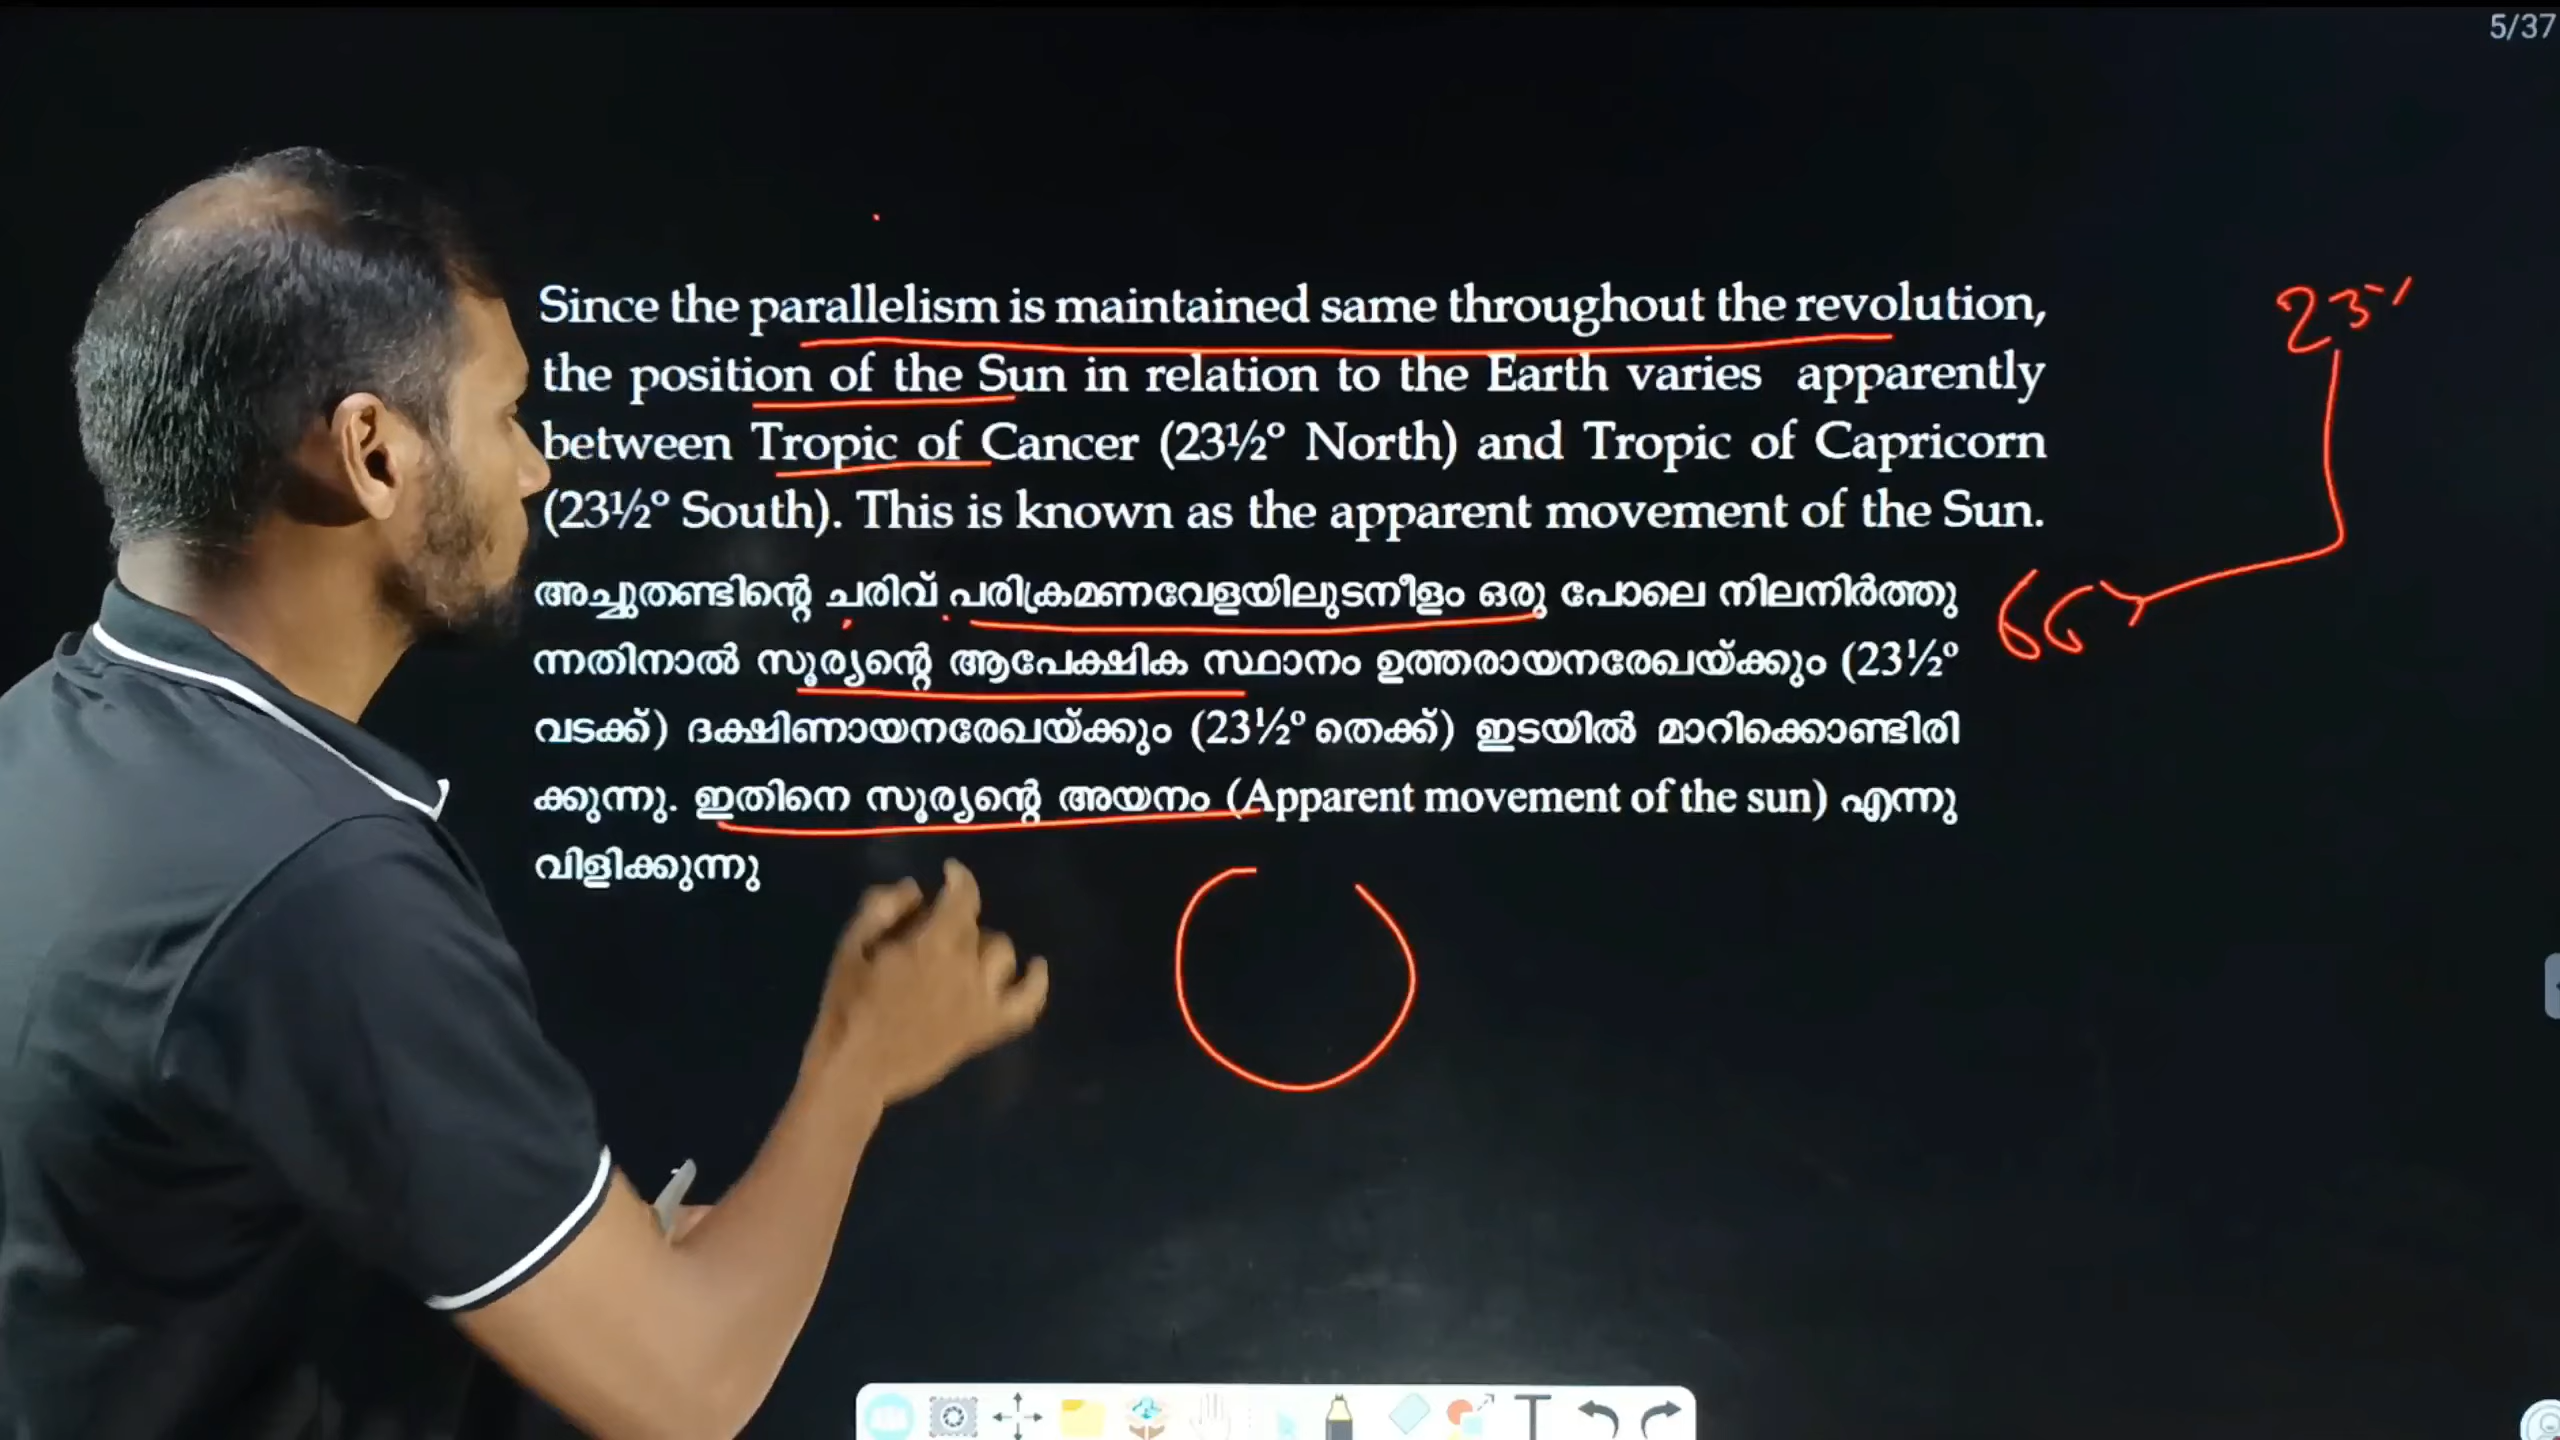 5/37
Since the parallelism is maintained same throughout the revolution,
the position of the Sun in relation to the Earth varies apparently
between Tropic of Cancer (23½° North) and Tropic of Capricorn
(23½° South). This is known as the apparent movement of the Sun.
അച്ചുതണ്ടിന്റെ ചരിവ് പരിക്രമണവേളയിലുടനീളം ഒരു പോലെ നിലനിർത്തു
ന്നതിനാൽ സൂര്യന്റെ ആപേക്ഷിക സ്ഥാനം ഉത്തരായനരേഖയ്ക്കും (23½°
വടക്ക്) ദക്ഷിണായനരേഖയ്ക്കും (23½° തെക്ക്) ഇടയിൽ മാറിക്കൊണ്ടിരി
ക്കുന്നു. ഇതിനെ സൂര്യന്റെ അയനം (Apparent movement of the sun) എന്നു
വിളിക്കുന്നു
23
66